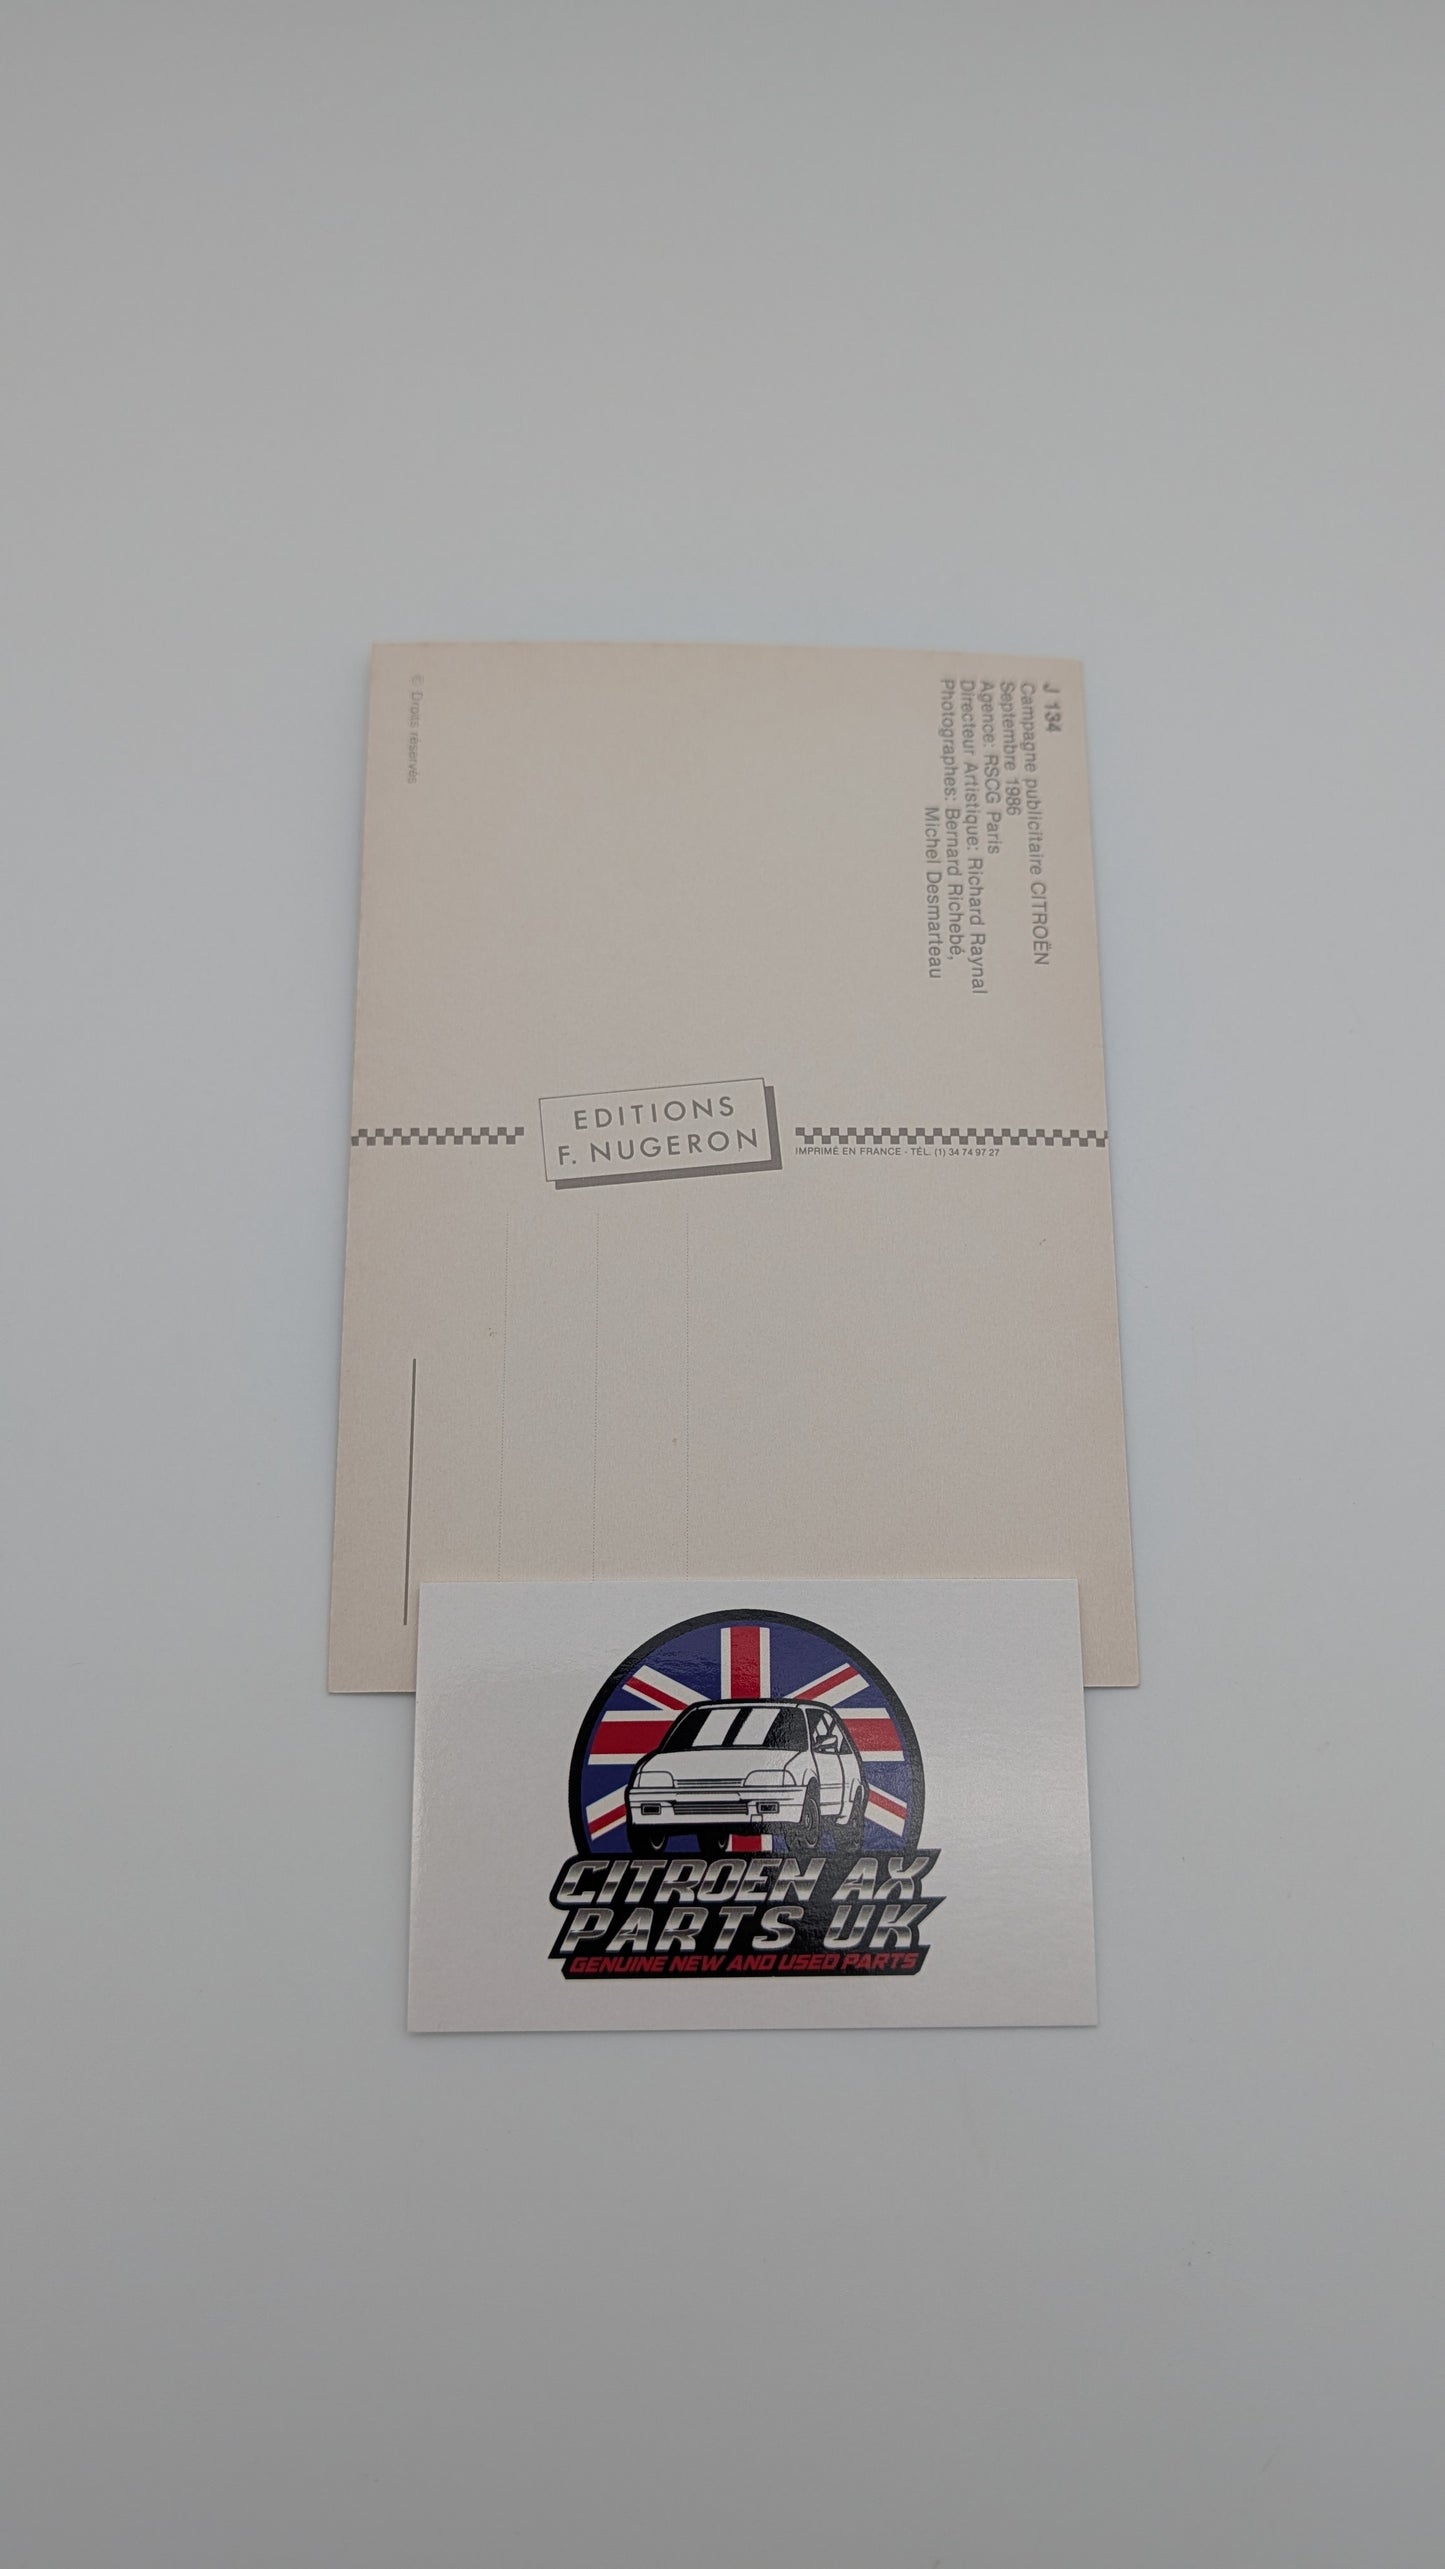 J 134
Campagne publicitaire CITROËN
Septembre 1986
Agence: RSCG Paris
Directeur Artistique: Richard Raynal
Photographes: Bernard Richebé,
Michel Desmarteau
© Droits réservés
EDITIONS
F. NUGERON
IMPRIMÉ EN FRANCE - TÉL. (1) 34 74 97 27
CITROEN AX
PARTS UK
GENUINE NEW AND USED PARTS